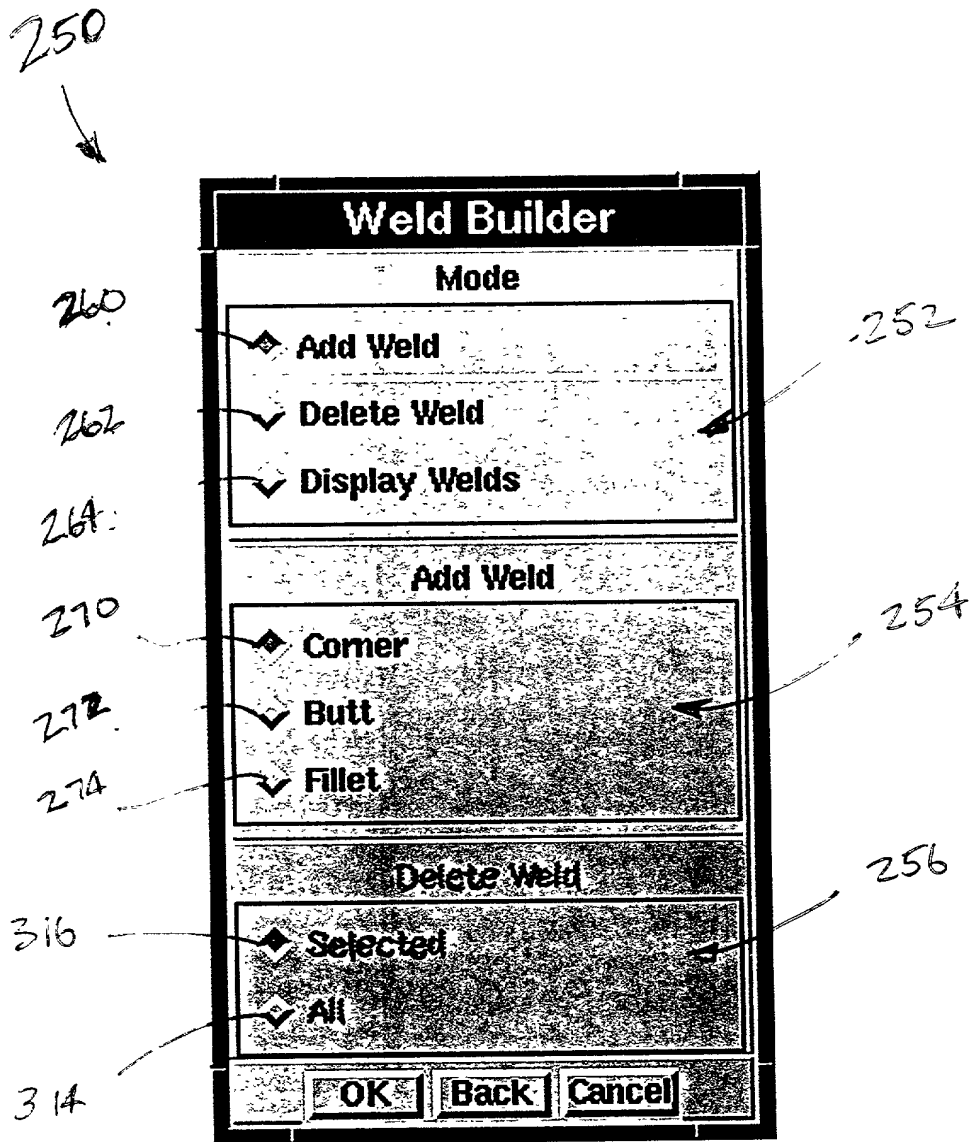 250
Weld Builder
Mode
260
Add Weld
252
262
Delete Weld
264
Display Welds
Add Weld
270
Corner
254
272
Butt
274
Fillet
Delete Weld
256
316
Selected
All
314
OK Back Cancel